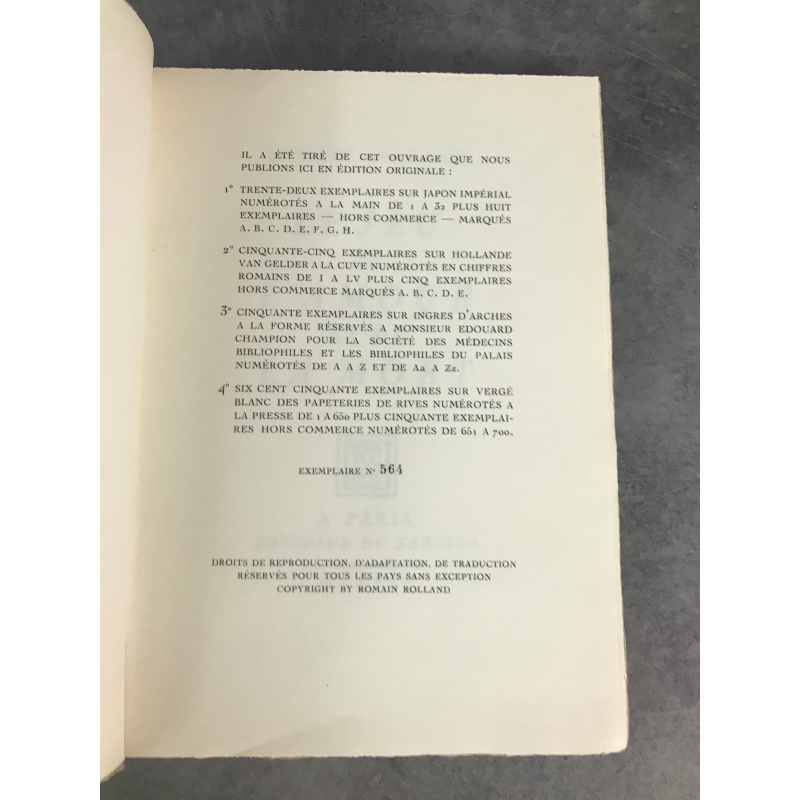 IL A ÉTÉ TIRÉ DE CET OUVRAGE QUE NOUS
PUBLIONS ICI EN ÉDITION ORIGINALE :
1° TRENTE-DEUX EXEMPLAIRES SUR JAPON IMPÉRIAL
NUMÉROTÉS A LA MAIN DE 1 A 32 PLUS HUIT
EXEMPLAIRES — HORS COMMERCE — MARQUÉS
A. B. C. D. E. F. G. H.
2° CINQUANTE-CINQ EXEMPLAIRES SUR HOLLANDE
VAN GELDER A LA CUVE NUMÉROTÉS EN CHIFFRES
ROMAINS DE I A LV PLUS CINQ EXEMPLAIRES
HORS COMMERCE MARQUÉS A. B. C. D. E.
3° CINQUANTE EXEMPLAIRES SUR INGRES D'ARCHES
A LA FORME RÉSERVÉS A MONSIEUR EDOUARD
CHAMPION POUR LA SOCIÉTÉ DES MÉDECINS
BIBLIOPHILES ET LES BIBLIOPHILES DU PALAIS
NUMÉROTÉS DE A A Z ET DE Aa A Zz.
4° SIX CENT CINQUANTE EXEMPLAIRES SUR VERGÉ
BLANC DES PAPETERIES DE RIVES NUMÉROTÉS A
LA PRESSE DE 1 A 650 PLUS CINQUANTE EXEMPLAI-
RES HORS COMMERCE NUMÉROTÉS DE 651 A 700.
EXEMPLAIRE N° 564
A PARIS
DROITS DE REPRODUCTION, D'ADAPTATION, DE TRADUCTION
RÉSERVÉS POUR TOUS LES PAYS SANS EXCEPTION
COPYRIGHT BY ROMAIN ROLLAND